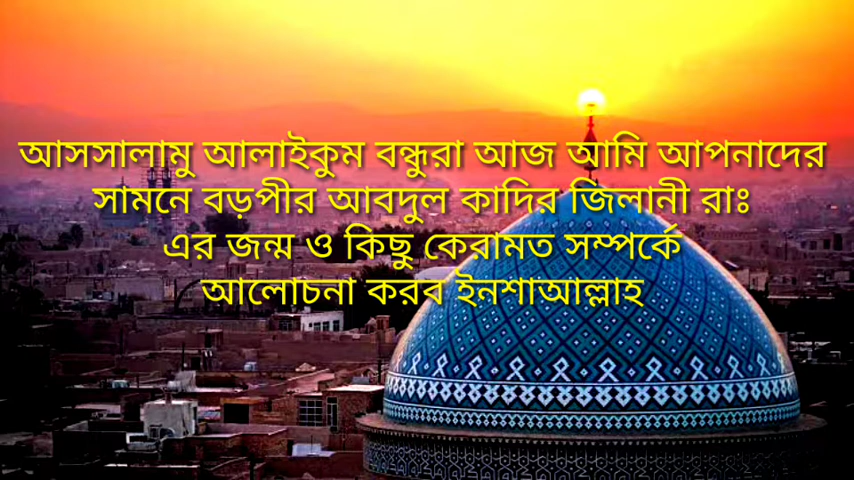 আসসালামু আলাইকুম বন্ধুরা আজ আমি আপনাদের
সামনে বড়পীর আবদুল কাদির জিলানী রাঃ
এর জন্ম ও কিছু কেরামত সম্পর্কে
আলোচনা করব ইনশাআল্লাহ